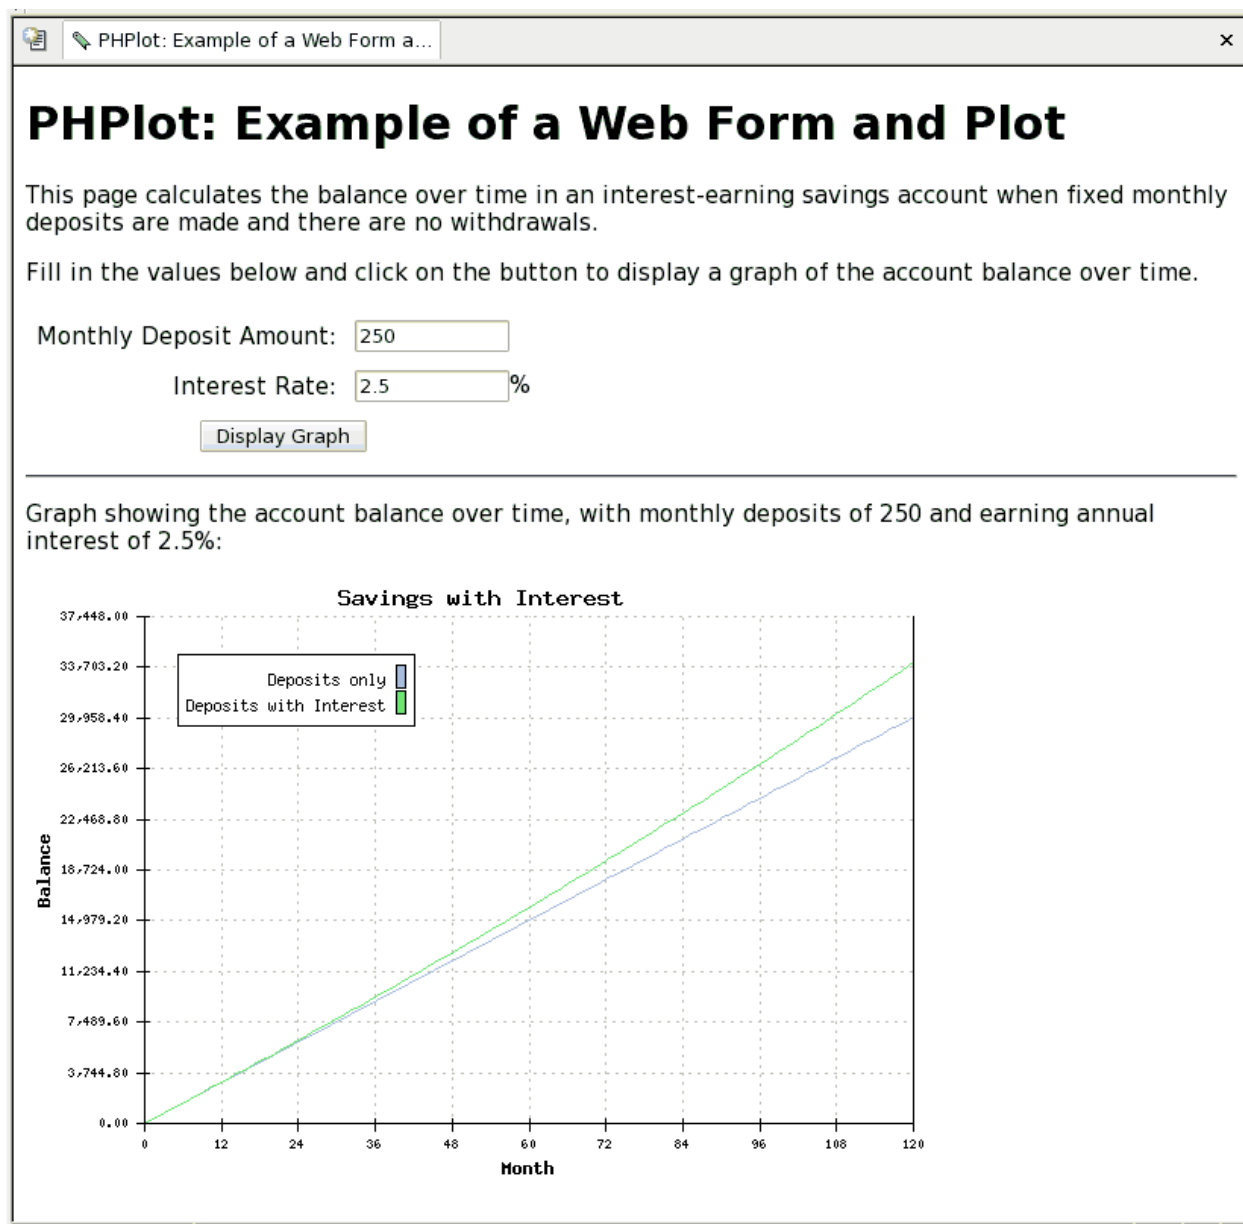 PHPlot: Example of a Web Form a...
PHPlot: Example of a Web Form and Plot
This page calculates the balance over time in an interest-earning savings account when fixed monthly
deposits are made and there are no withdrawals.
Fill in the values below and click on the button to display a graph of the account balance over time.
Monthly Deposit Amount: 250
Interest Rate: 2.5 %
Display Graph
Graph showing the account balance over time, with monthly deposits of 250 and earning annual
interest of 2.5%:
Savings with Interest
37,448.00
33,703.20
29,958.40
26,213.60
22,468.80
18,724.00
14,979.20
11,234.40
7,489.60
3,744.80
0.00
Balance
Deposits only
Deposits with Interest
0 12 24 36 48 60 72 84 96 108 120
Month